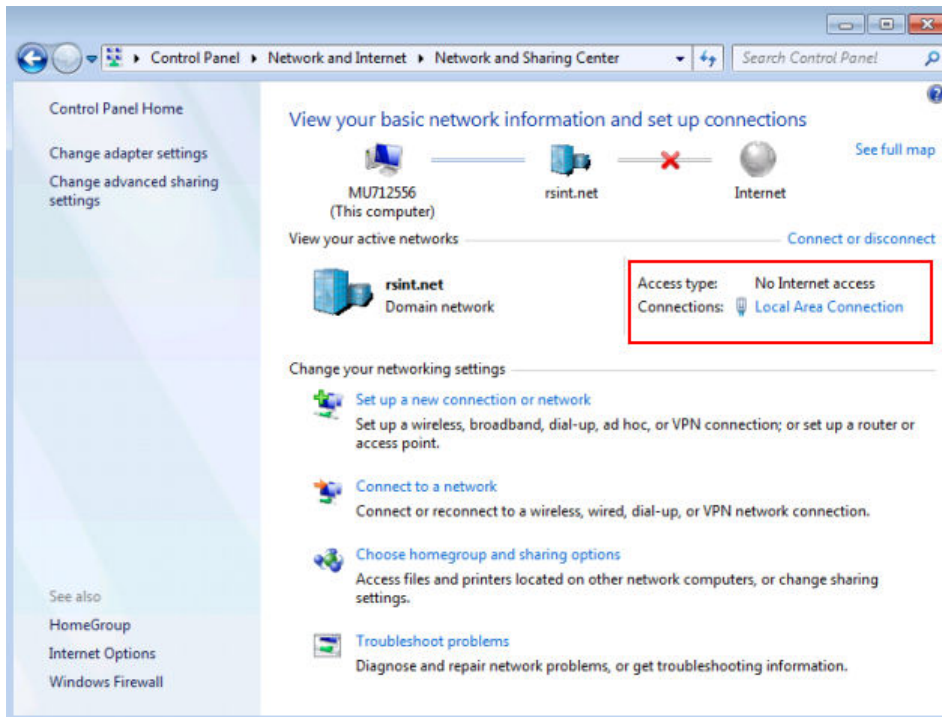 Control Panel Network and Internet Network and Sharing Center Search Control Panel
Control Panel Home
Change adapter settings
Change advanced sharing
settings
View your basic network information and set up connections
See full map
MU712556
(This computer)
rsint.net
Internet
View your active networks
Connect or disconnect
rsint.net
Domain network
Access type: No Internet access
Connections: Local Area Connection
Change your networking settings
Set up a new connection or network
Set up a wireless, broadband, dial-up, ad hoc, or VPN connection; or set up a router or
access point.
Connect to a network
Connect or reconnect to a wireless, wired, dial-up, or VPN network connection.
Choose homegroup and sharing options
Access files and printers located on other network computers, or change sharing
settings.
Troubleshoot problems
Diagnose and repair network problems, or get troubleshooting information.
See also
HomeGroup
Internet Options
Windows Firewall